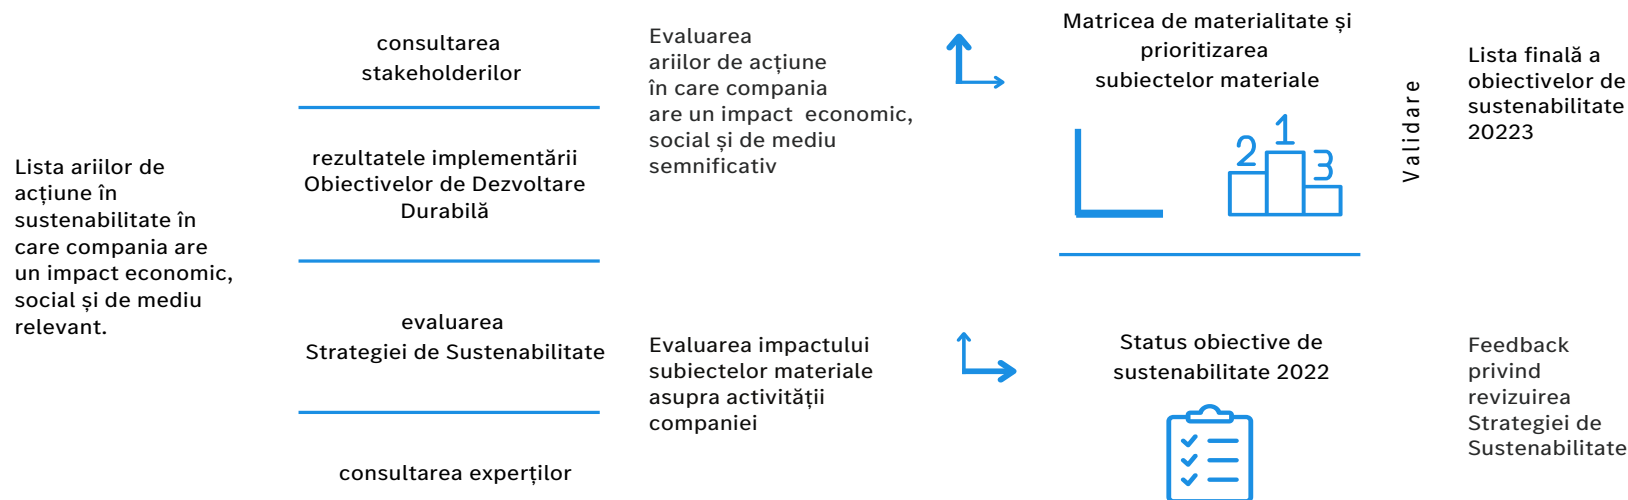 Lista ariilor de
acțiune în
sustenabilitate în
care compania are
un impact economic,
social și de mediu
relevant.
consultarea
stakeholderilor
rezultatele implementării
Obiectivelor de Dezvoltare
Durabilă
evaluarea
Strategiei de Sustenabilitate
consultarea experților
Evaluarea
ariilor de acțiune
în care compania
are un impact economic,
social și de mediu
semnificativ
Evaluarea impactului
subiectelor materiale
asupra activității
companiei
Matricea de materialitate și
prioritizarea
subiectelor materiale
2 1 3
Status obiective de
sustenabilitate 2022
Validare
Lista finală a
obiectivelor de
sustenabilitate
20223
Feedback
privind
revizuirea
Strategiei de
Sustenabilitate